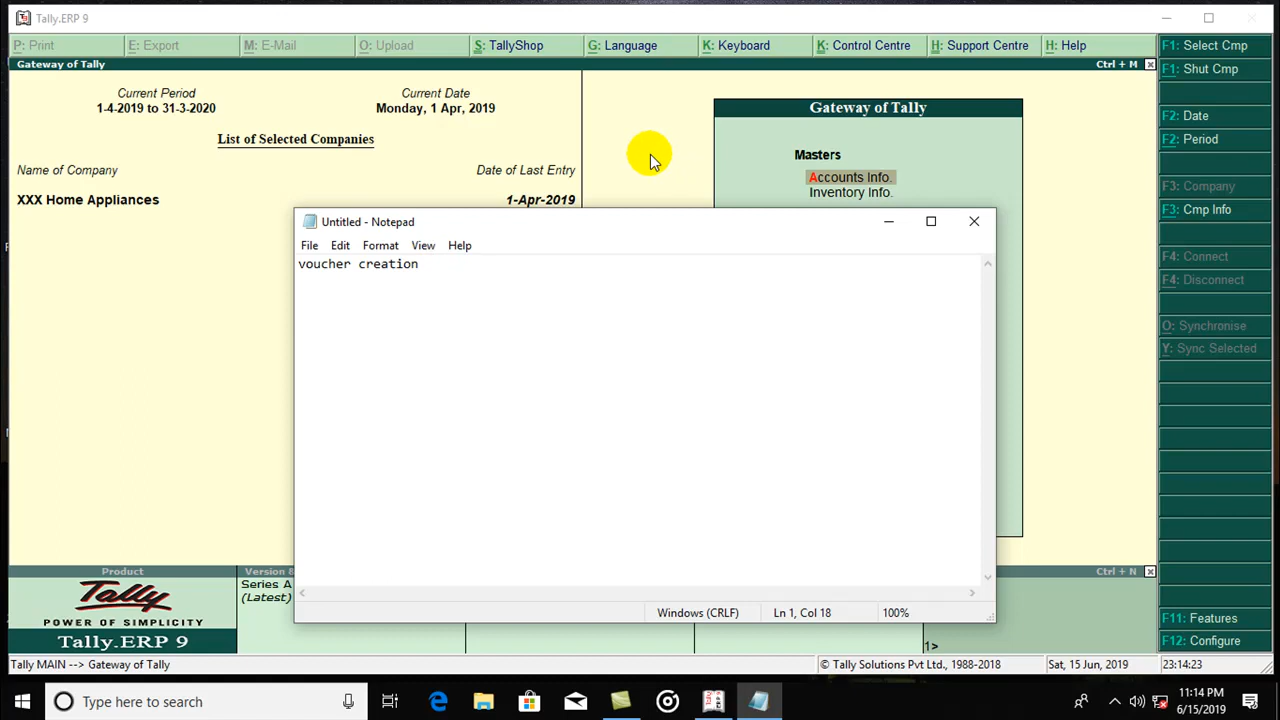 Tally.ERP 9
P: Print
E: Export
M: E-Mail
O: Upload
S: TallyShop
G: Language
K: Keyboard
K: Control Centre
H: Support Centre
H: Help
F1: Select Cmp
Gateway of Tally
Ctrl + M
F1: Shut Cmp
Current Period
1-4-2019 to 31-3-2020
Current Date
Monday, 1 Apr, 2019
List of Selected Companies
Name of Company
Date of Last Entry
XXX Home Appliances
1-Apr-2019
Gateway of Tally
Masters
Accounts Info.
Inventory Info.
F2: Date
F2: Period
F3: Company
F3: Cmp Info
F4: Connect
F4: Disconnect
O: Synchronise
Y: Sync Selected
F11: Features
F12: Configure
Untitled - Notepad
File Edit Format View Help
voucher creation
Windows (CRLF)
Ln 1, Col 18
100%
Product
Tally
POWER OF SIMPLICITY
Tally.ERP 9
Version
Series A
(Latest)
Ctrl + N
1>
Tally MAIN --> Gateway of Tally
© Tally Solutions Pvt Ltd., 1988-2018
Sat, 15 Jun, 2019
23:14:23
Type here to search
11:14 PM
6/15/2019